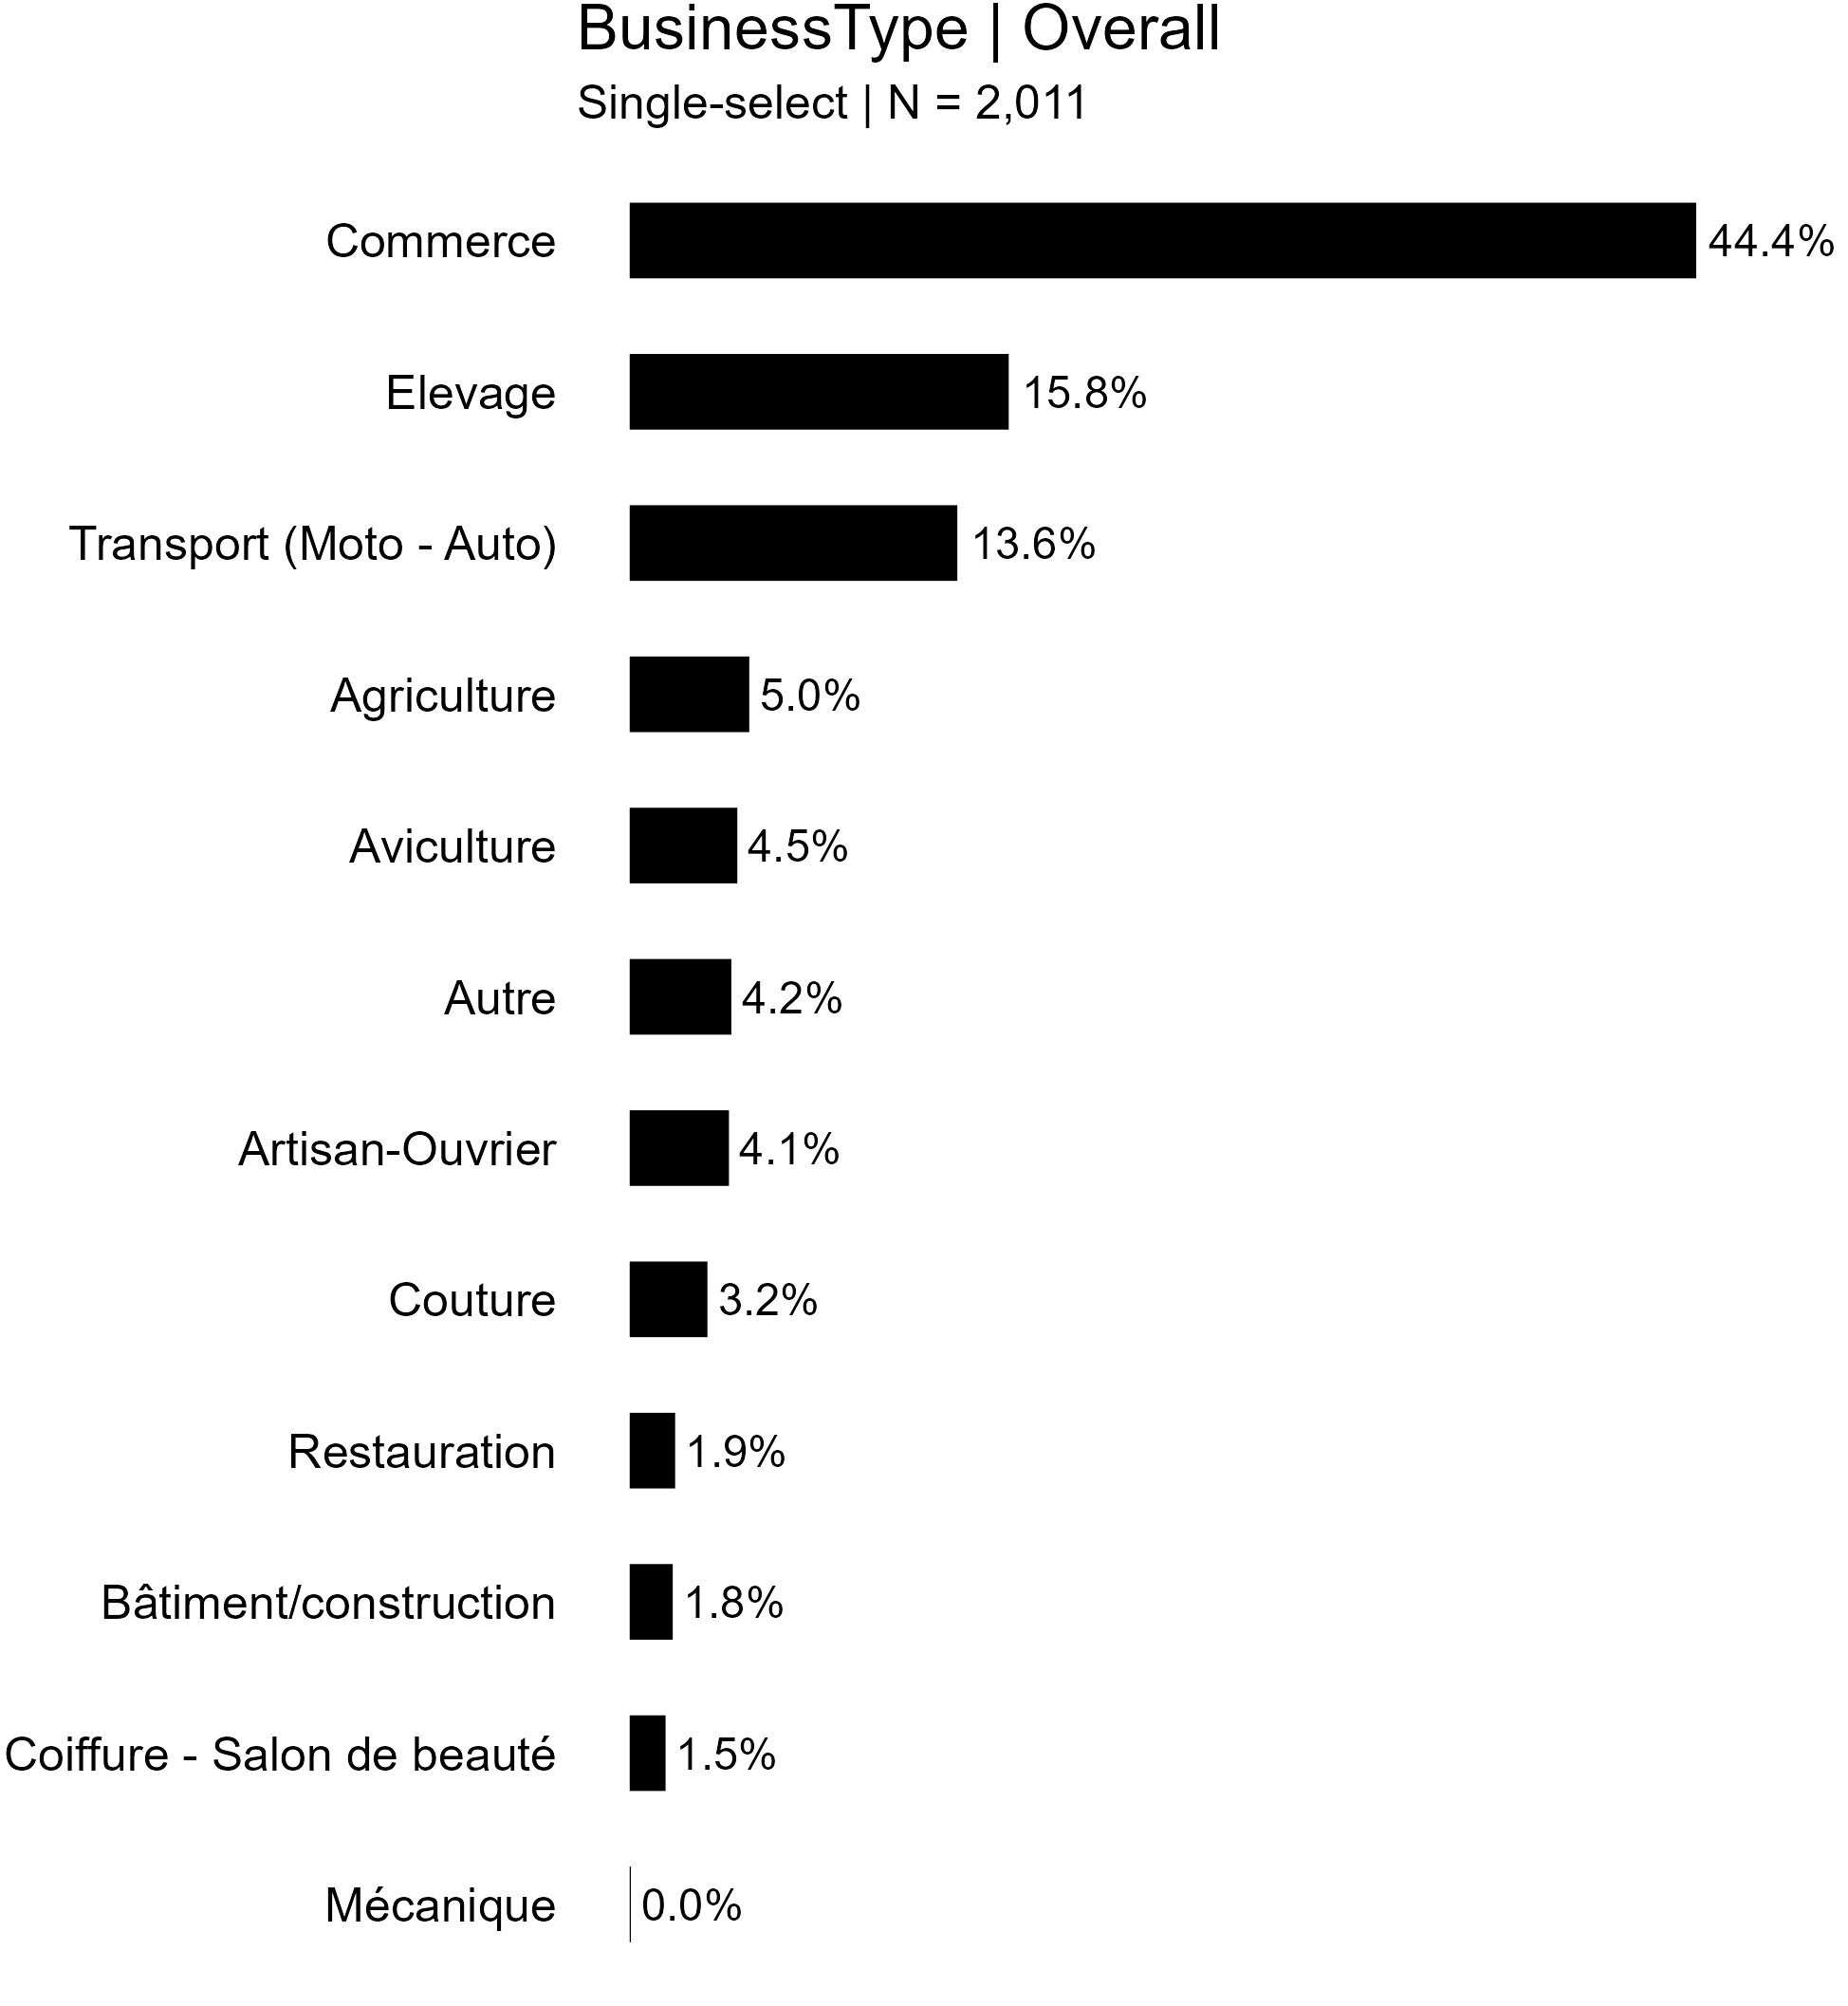 BusinessType | Overall
Single-select | N = 2,011
Commerce 44.4%
Elevage 15.8%
Transport (Moto - Auto) 13.6%
Agriculture 5.0%
Aviculture 4.5%
Autre 4.2%
Artisan-Ouvrier 4.1%
Couture 3.2%
Restauration 1.9%
Bâtiment/construction 1.8%
Coiffure - Salon de beauté 1.5%
Mécanique 0.0%